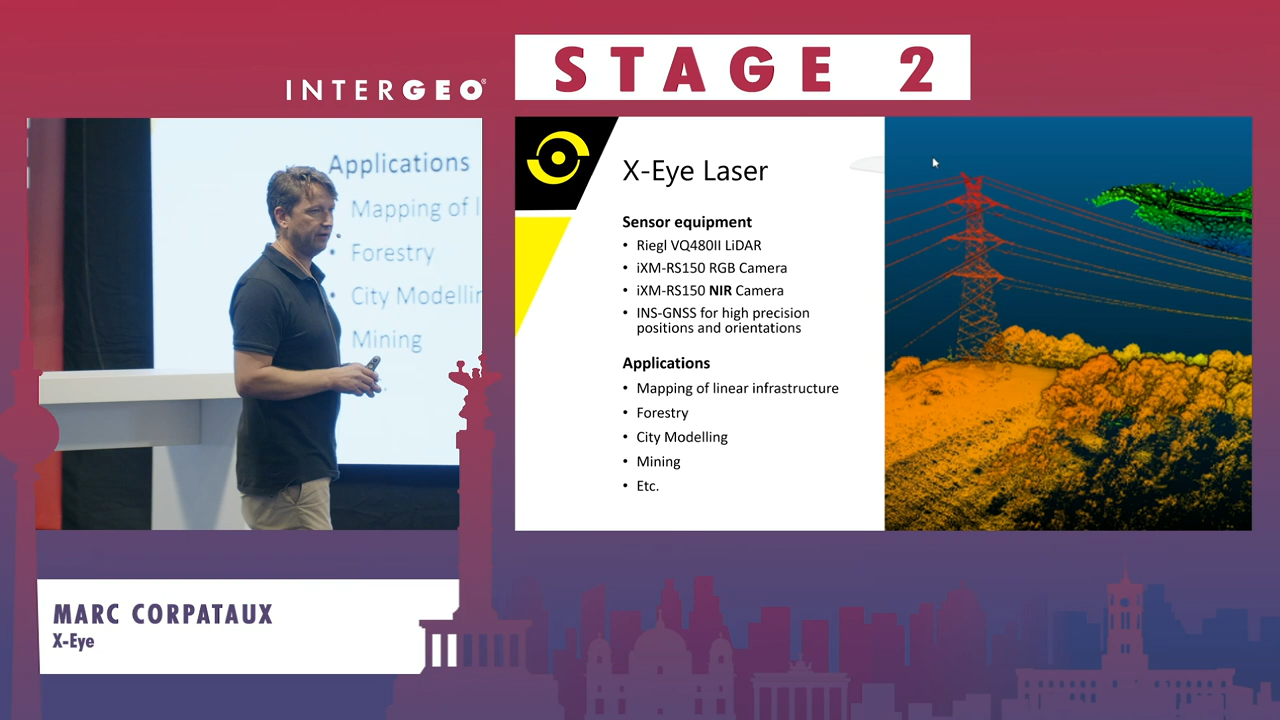 STAGE 2
INTERGEO®
Applications
Mapping of l
• Forestry
• City Modellin
• Mining
X-Eye Laser
Sensor equipment
• Riegl VQ480II LiDAR
• iXM-RS150 RGB Camera
• iXM-RS150 NIR Camera
• INS-GNSS for high precision
positions and orientations
Applications
• Mapping of linear infrastructure
• Forestry
• City Modelling
• Mining
• Etc.
MARC CORPATAUX
X-Eye